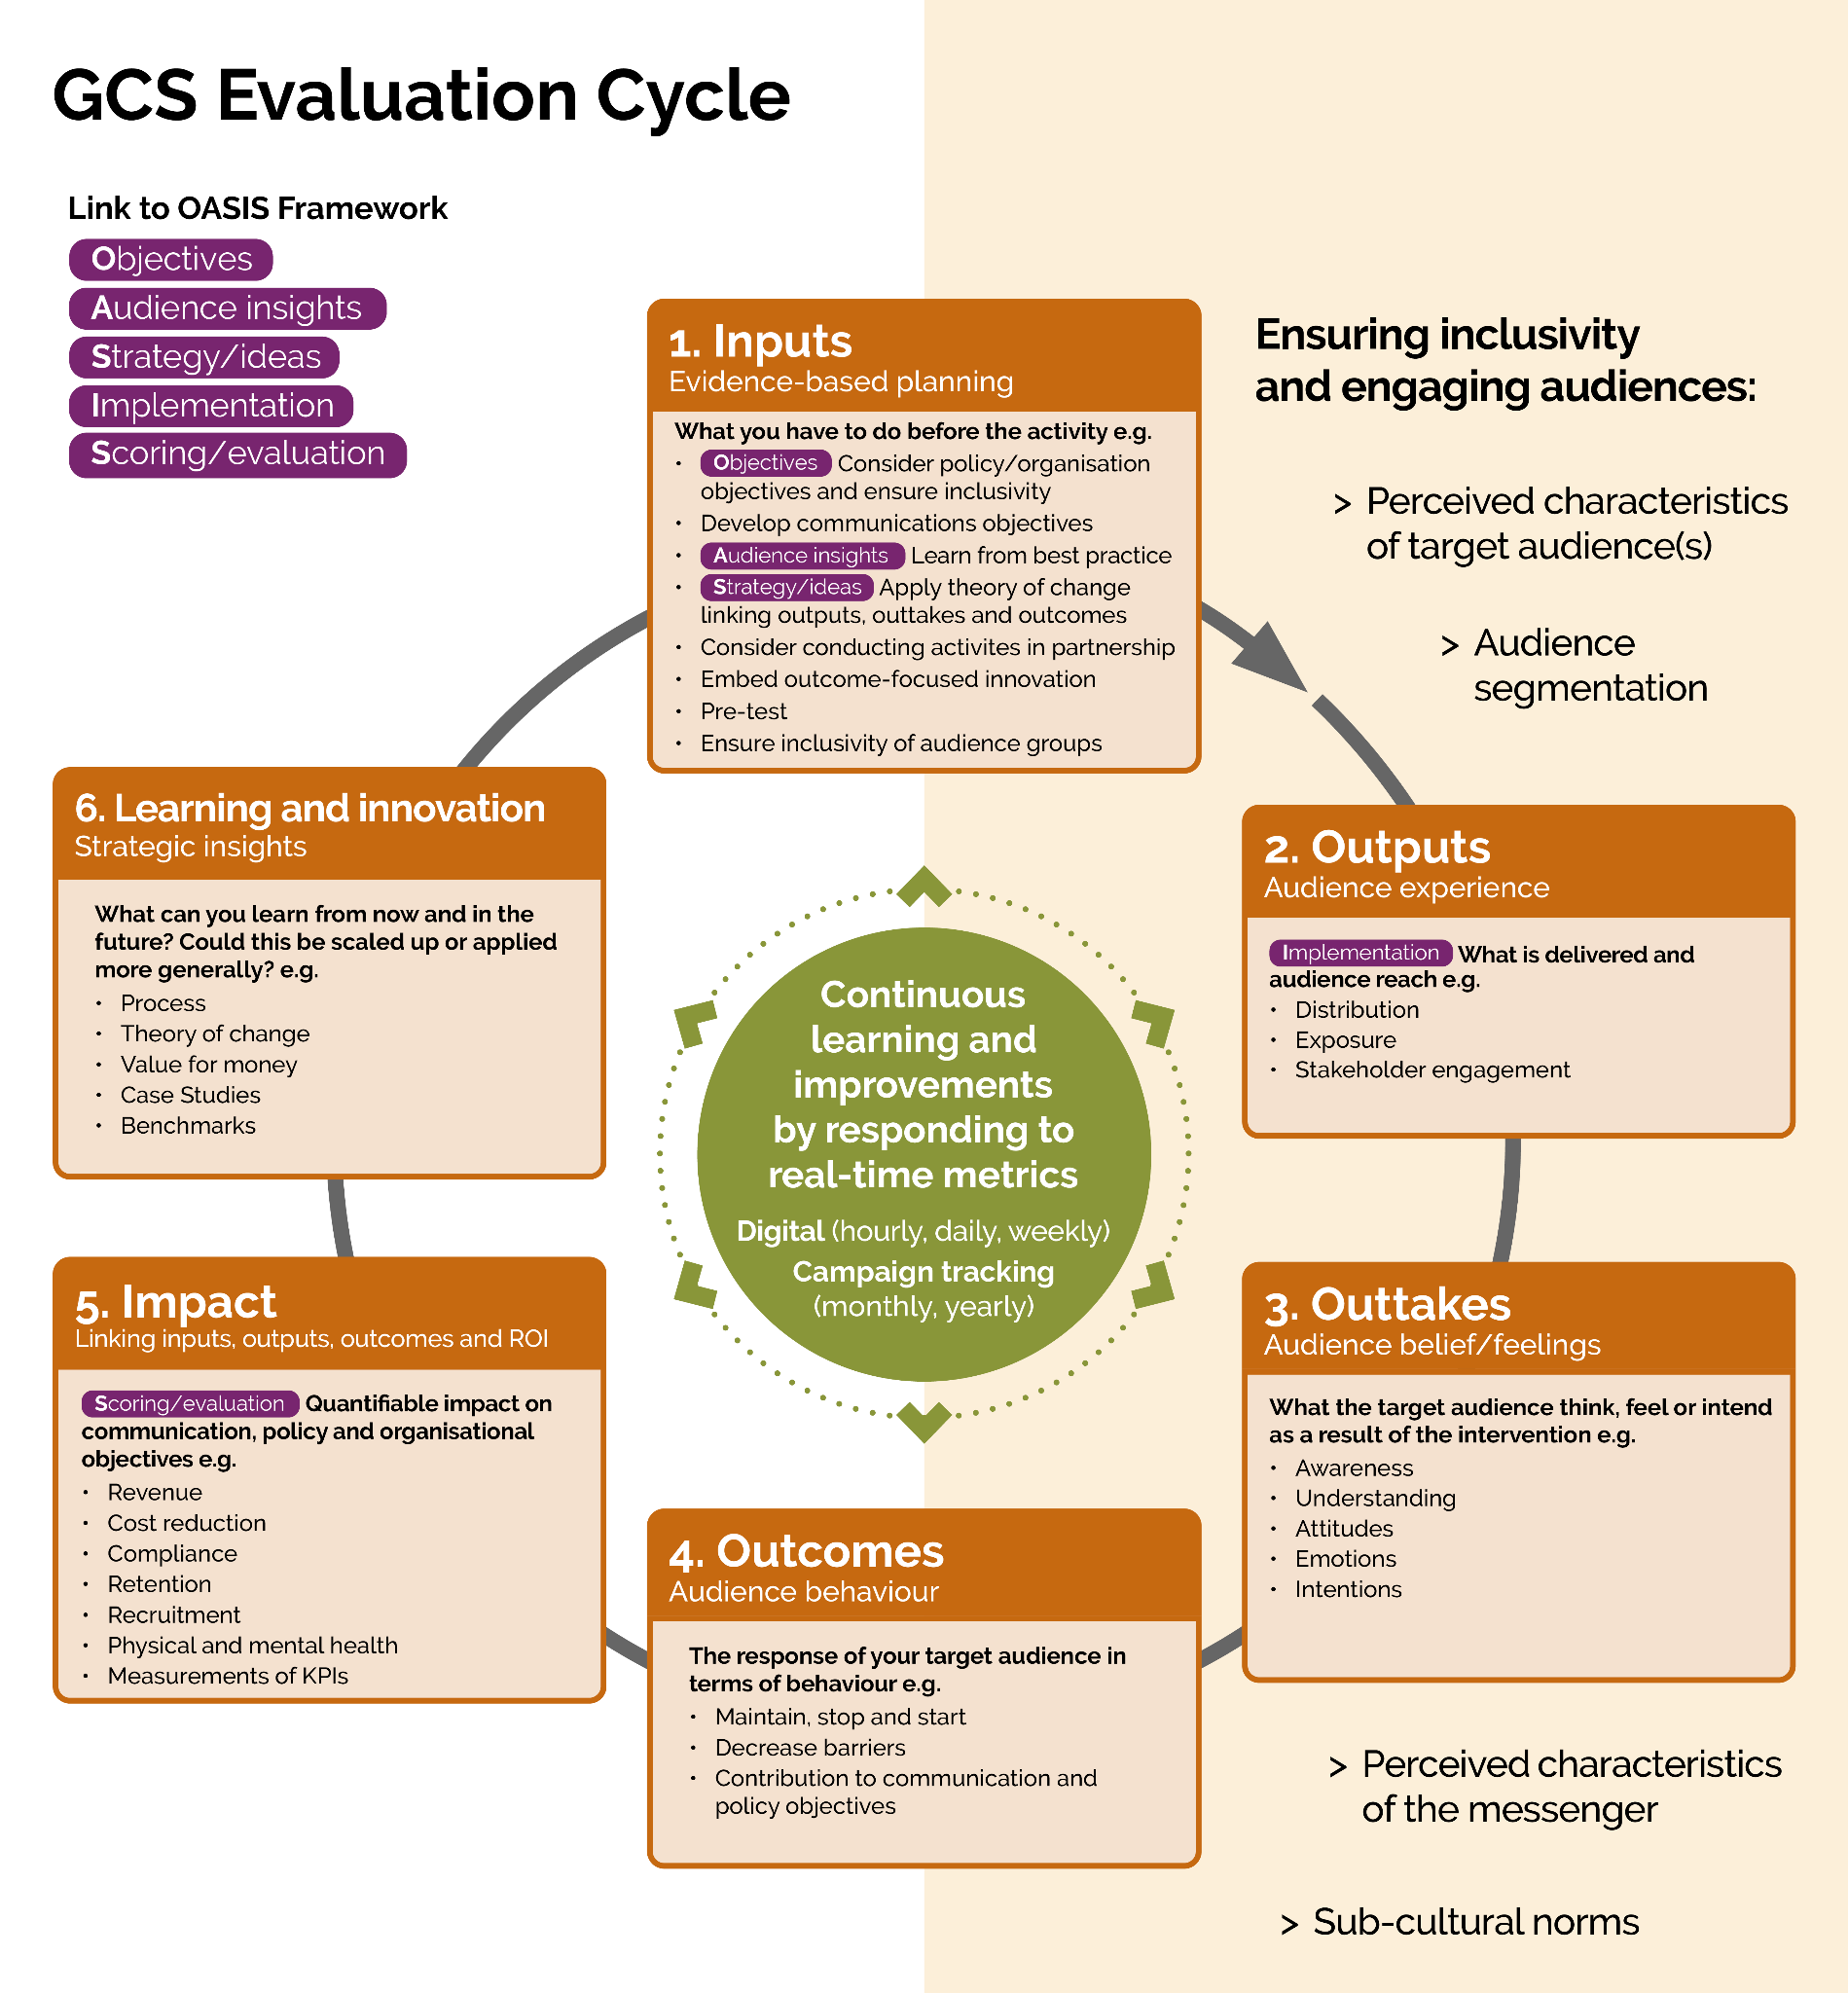 GCS Evaluation Cycle
Link to OASIS Framework
Objectives
Audience insights
Strategy/ideas
Implementation
Scoring/evaluation
Ensuring inclusivity
and engaging audiences:
> Perceived characteristics
of target audience(s)
> Audience
segmentation
1. Inputs
Evidence-based planning
What you have to do before the activity e.g.
• Objectives Consider policy/organisation
objectives and ensure inclusivity
• Develop communications objectives
• Audience insights Learn from best practice
• Strategy/ideas Apply theory of change
linking outputs, outtakes and outcomes
• Consider conducting activites in partnership
• Embed outcome-focused innovation
• Pre-test
• Ensure inclusivity of audience groups
2. Outputs
Audience experience
Implementation What is delivered and
audience reach e.g.
• Distribution
• Exposure
• Stakeholder engagement
3. Outtakes
Audience belief/feelings
What the target audience think, feel or intend
as a result of the intervention e.g.
• Awareness
• Understanding
• Attitudes
• Emotions
• Intentions
4. Outcomes
Audience behaviour
The response of your target audience in
terms of behaviour e.g.
• Maintain, stop and start
• Decrease barriers
• Contribution to communication and
policy objectives
5. Impact
Linking inputs, outputs, outcomes and ROI
Scoring/evaluation Quantifiable impact on
communication, policy and organisational
objectives e.g.
• Revenue
• Cost reduction
• Compliance
• Retention
• Recruitment
• Physical and mental health
• Measurements of KPIs
6. Learning and innovation
Strategic insights
What can you learn from now and in the
future? Could this be scaled up or applied
more generally? e.g.
• Process
• Theory of change
• Value for money
• Case Studies
• Benchmarks
Continuous
learning and
improvements
by responding to
real-time metrics
Digital (hourly, daily, weekly)
Campaign tracking
(monthly, yearly)
> Perceived characteristics
of the messenger
> Sub-cultural norms